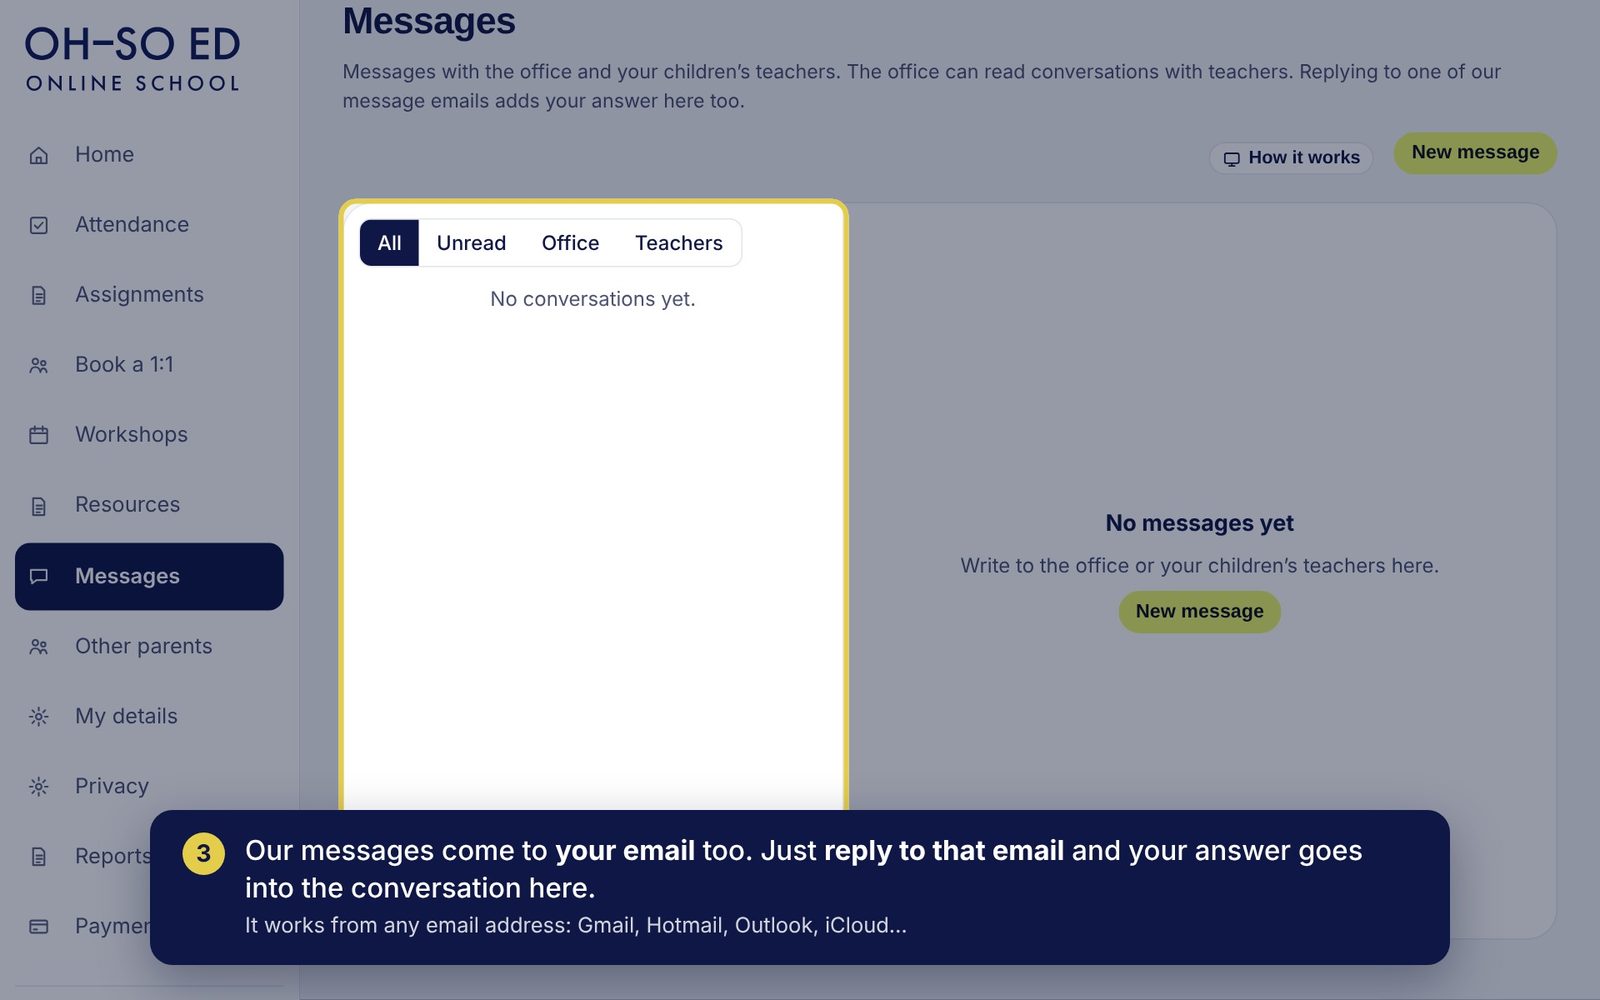 OH–SO ED
ONLINE SCHOOL
Home
Attendance
Assignments
Book a 1:1
Workshops
Resources
Messages
Other parents
My details
Privacy
Reports
Paymen
Messages
Messages with the office and your children’s teachers. The office can read conversations with teachers. Replying to one of our
message emails adds your answer here too.
How it works
New message
All Unread Office Teachers
No conversations yet.
No messages yet
Write to the office or your children’s teachers here.
New message
3
Our messages come to your email too. Just reply to that email and your answer goes
into the conversation here.
It works from any email address: Gmail, Hotmail, Outlook, iCloud...